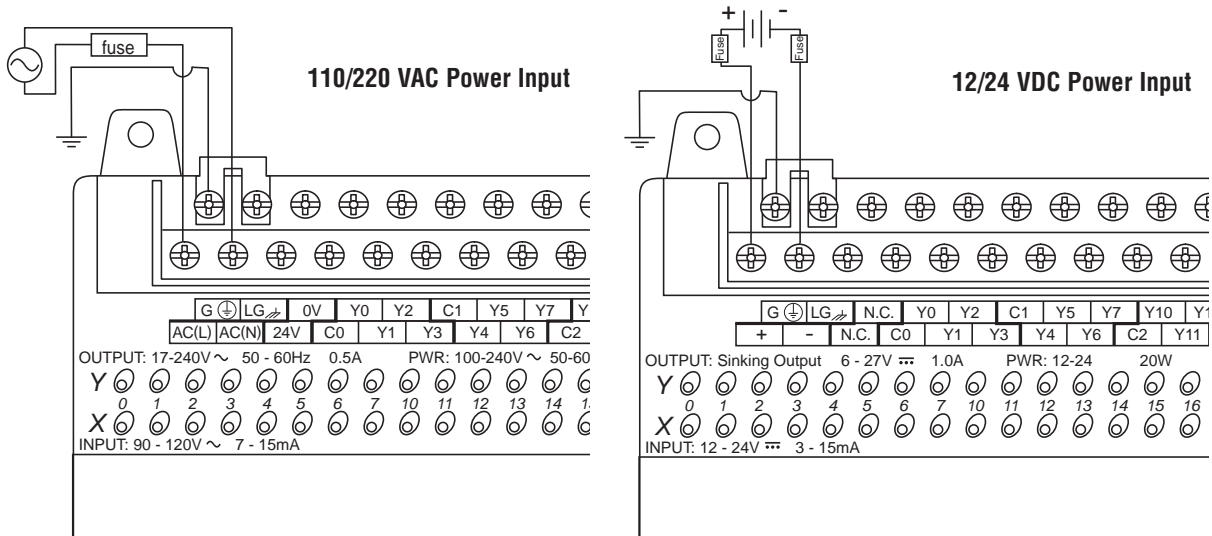 fuse
110/220 VAC Power Input
G LG 0V Y0 Y2 C1 Y5 Y7 Y
AC(L) AC(N) 24V C0 Y1 Y3 Y4 Y6 C2
OUTPUT: 17-240V ~ 50 - 60Hz 0.5A PWR: 100-240V ~ 50-60
Y
0 1 2 3 4 5 6 7 10 11 12 13 14
X
INPUT: 90 - 120V ~ 7 - 15mA
+ -
Fuse Fuse
12/24 VDC Power Input
G LG N.C. Y0 Y2 C1 Y5 Y7 Y10 Y1
+ - N.C. C0 Y1 Y3 Y4 Y6 C2 Y11
OUTPUT: Sinking Output 6 - 27V ⎓ 1.0A PWR: 12-24 20W
Y
0 1 2 3 4 5 6 7 10 11 12 13 14 15 16
X
INPUT: 12 - 24V ⎓ 3 - 15mA